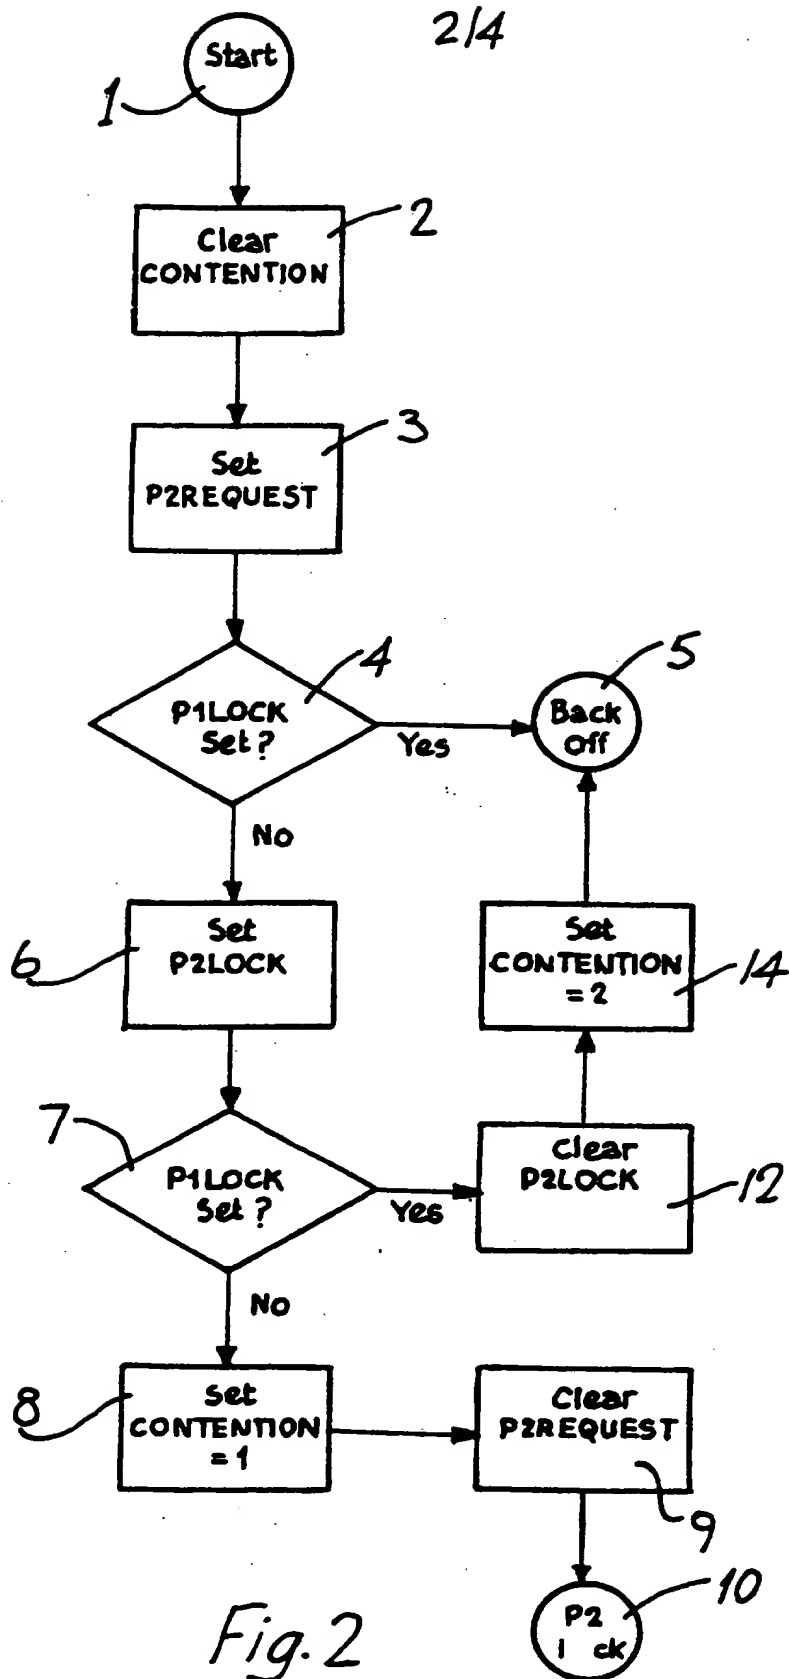 2/4
Start
1
Clear
CONTENTION
2
Set
P2REQUEST
3
P1LOCK
Set?
4
Yes
Back
Off
5
No
Set
P2LOCK
6
Set
CONTENTION
= 2
14
P1LOCK
Set?
7
Yes
Clear
P2LOCK
12
No
Set
CONTENTION
= 1
8
Clear
P2REQUEST
9
P2
l ck
10
Fig. 2